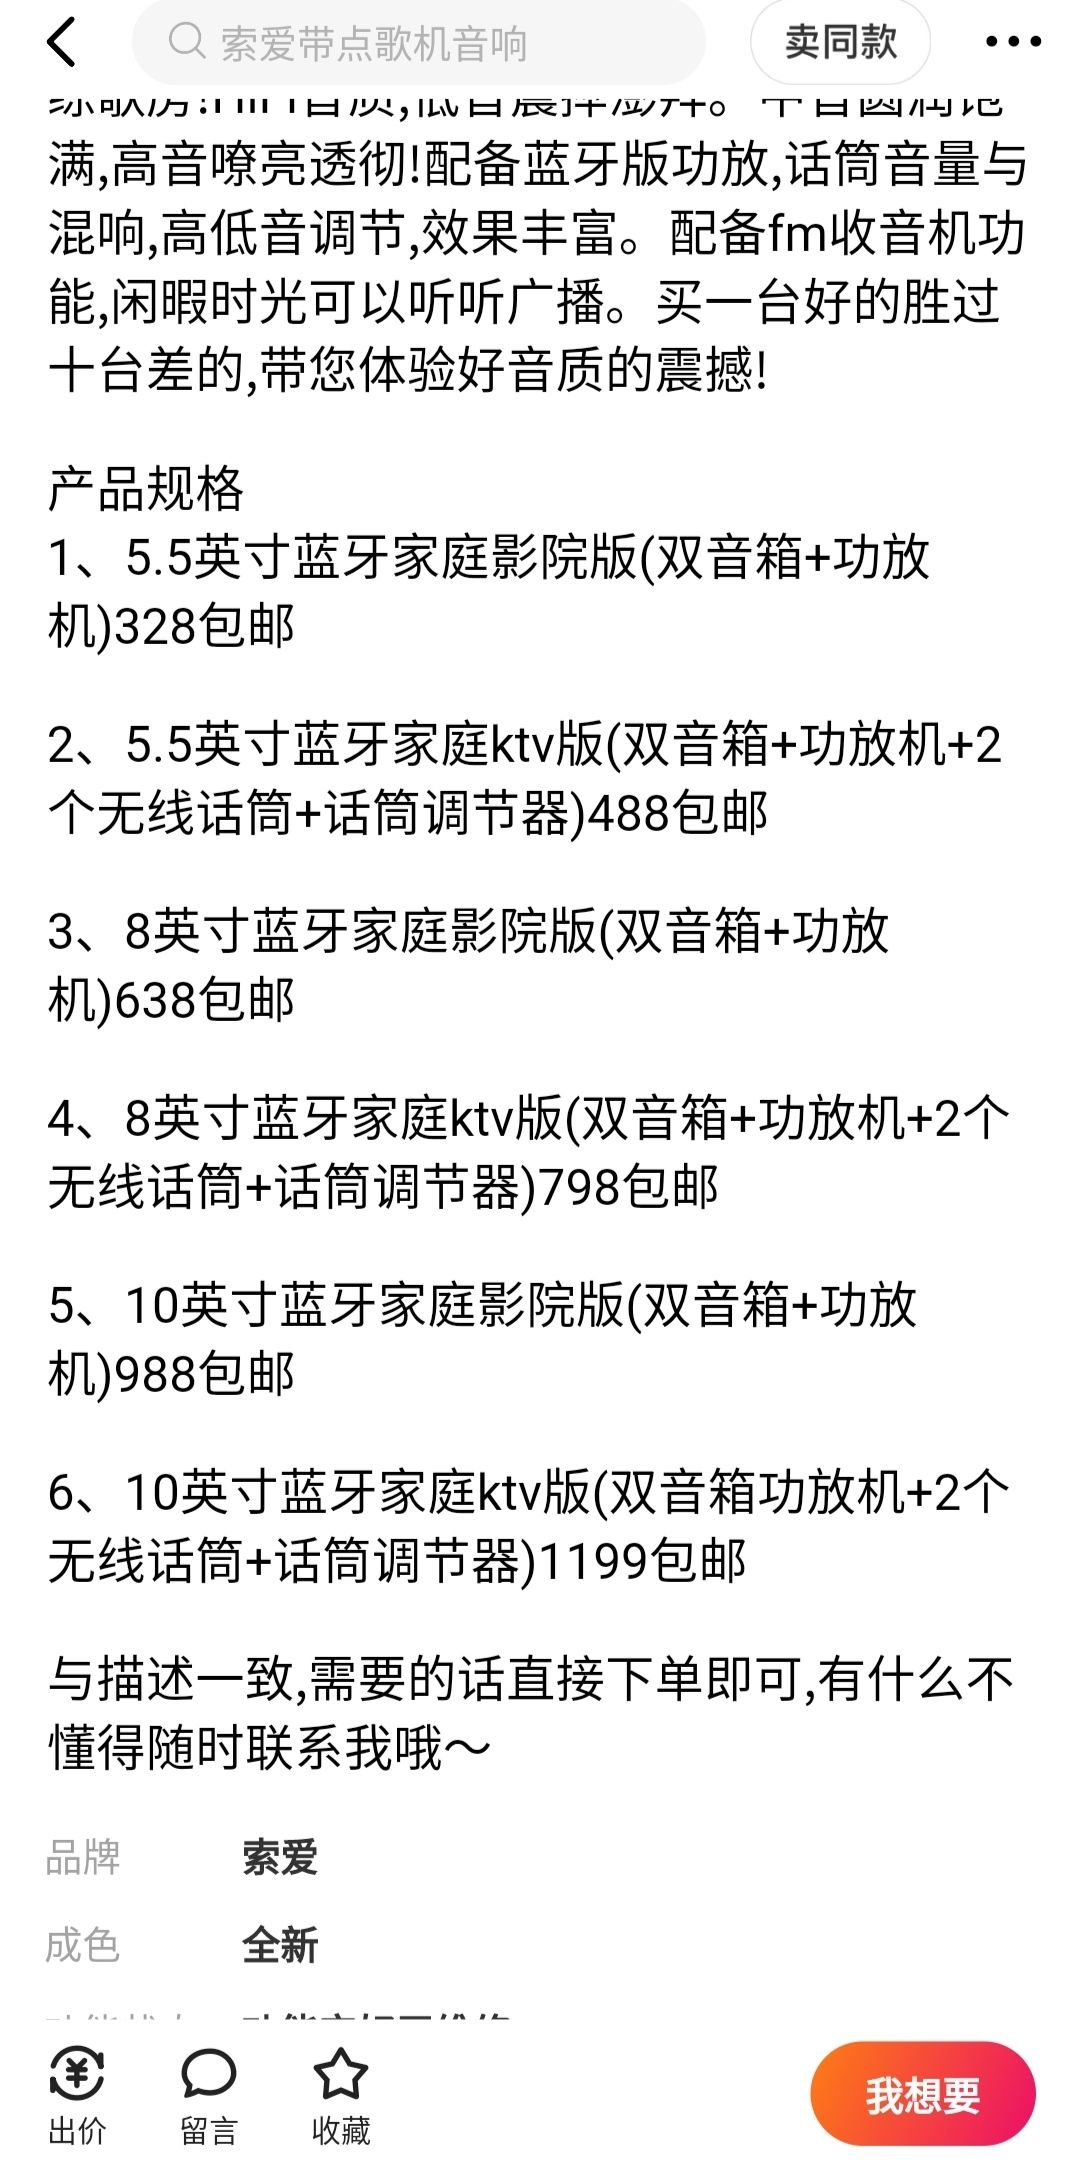 索爱带点歌机音响
卖同款
满,高音嘹亮透彻!配备蓝牙版功放,话筒音量与
混响,高低音调节,效果丰富。配备fm收音机功
能,闲暇时光可以听听广播。买一台好的胜过
十台差的,带您体验好音质的震撼!
产品规格
1、5.5英寸蓝牙家庭影院版(双音箱+功放
机)328包邮
2、5.5英寸蓝牙家庭ktv版(双音箱+功放机+2
个无线话筒+话筒调节器)488包邮
3、8英寸蓝牙家庭影院版(双音箱+功放
机)638包邮
4、8英寸蓝牙家庭ktv版(双音箱+功放机+2个
无线话筒+话筒调节器)798包邮
5、10英寸蓝牙家庭影院版(双音箱+功放
机)988包邮
6、10英寸蓝牙家庭ktv版(双音箱功放机+2个
无线话筒+话筒调节器)1199包邮
与描述一致,需要的话直接下单即可,有什么不
懂得随时联系我哦～
品牌 索爱
成色 全新
出价 留言 收藏 我想要